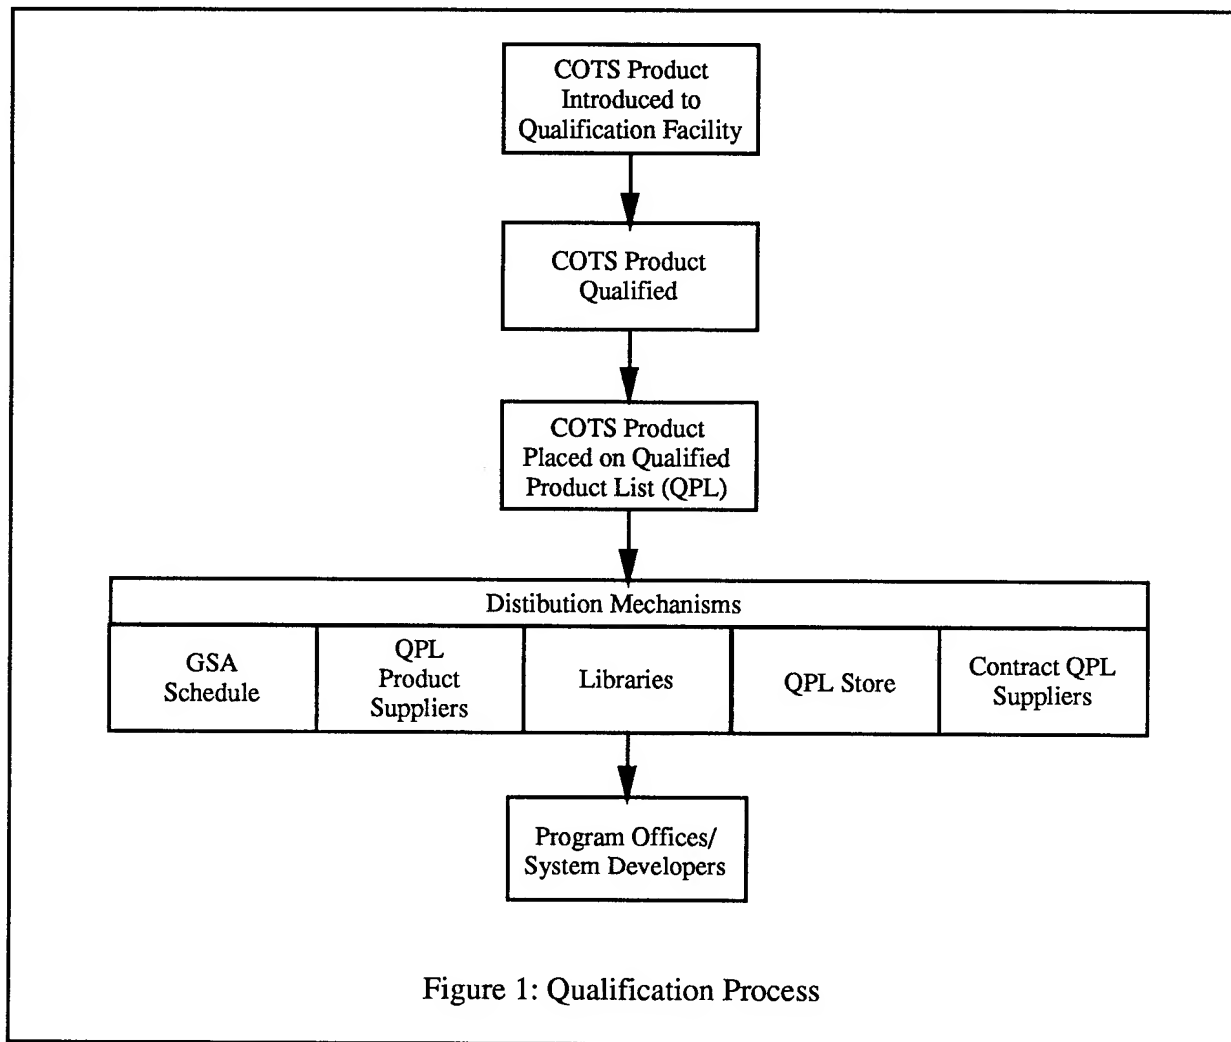 COTS Product
Introduced to
Qualification Facility
COTS Product
Qualified
COTS Product
Placed on Qualified
Product List (QPL)
Distibution Mechanisms
GSA
Schedule
QPL
Product
Suppliers
Libraries
QPL Store
Contract QPL
Suppliers
Program Offices/
System Developers
Figure 1: Qualification Process